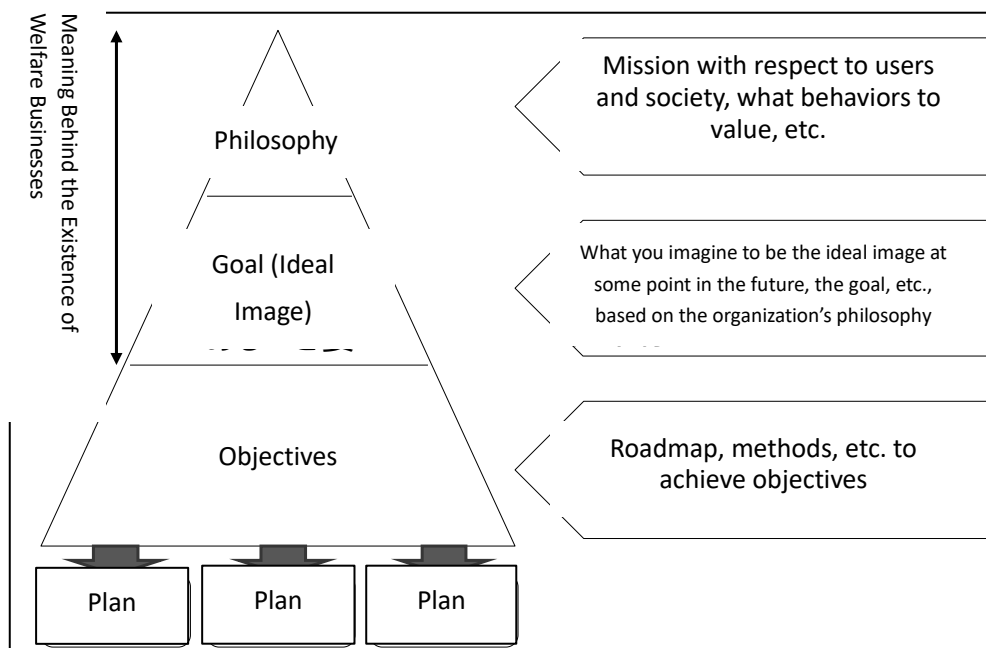 Meaning Behind the Existence of
Welfare Businesses
Philosophy
Mission with respect to users
and society, what behaviors to
value, etc.
Goal (Ideal
Image)
What you imagine to be the ideal image at
some point in the future, the goal, etc.,
based on the organization’s philosophy
Objectives
Roadmap, methods, etc. to
achieve objectives
Plan
Plan
Plan